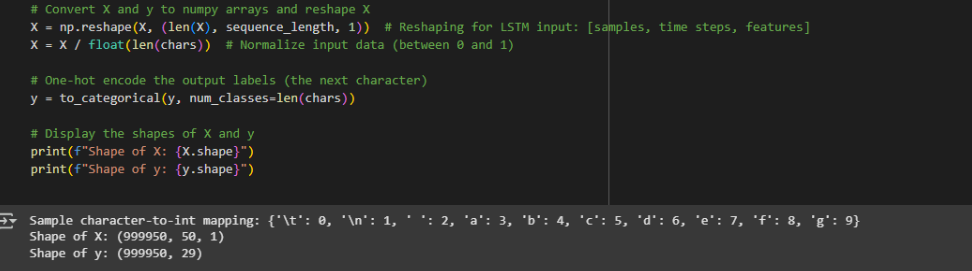 # Convert X and y to numpy arrays and reshape X
X = np.reshape(X, (len(X), sequence_length, 1))  # Reshaping for LSTM input: [samples, time steps, features]
X = X / float(len(chars))  # Normalize input data (between 0 and 1)
# One-hot encode the output labels (the next character)
y = to_categorical(y, num_classes=len(chars))
# Display the shapes of X and y
print(f"Shape of X: {X.shape}")
print(f"Shape of y: {y.shape}")
Sample character-to-int mapping: {'\t': 0, '\n': 1, ' ': 2, 'a': 3, 'b': 4, 'c': 5, 'd': 6, 'e': 7, 'f': 8, 'g': 9}
Shape of X: (999950, 50, 1)
Shape of y: (999950, 29)